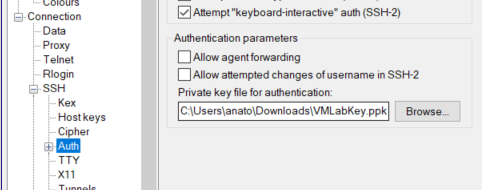 Colours
Connection
Data
Proxy
Telnet
Rlogin
SSH
Kex
Host keys
Cipher
Auth
TTY
X11
Tunnels
Attempt "keyboard-interactive" auth (SSH-2)
Authentication parameters
Allow agent forwarding
Allow attempted changes of username in SSH-2
Private key file for authentication:
C:\Users\anato\Downloads\VMLabKey.ppk
Browse...